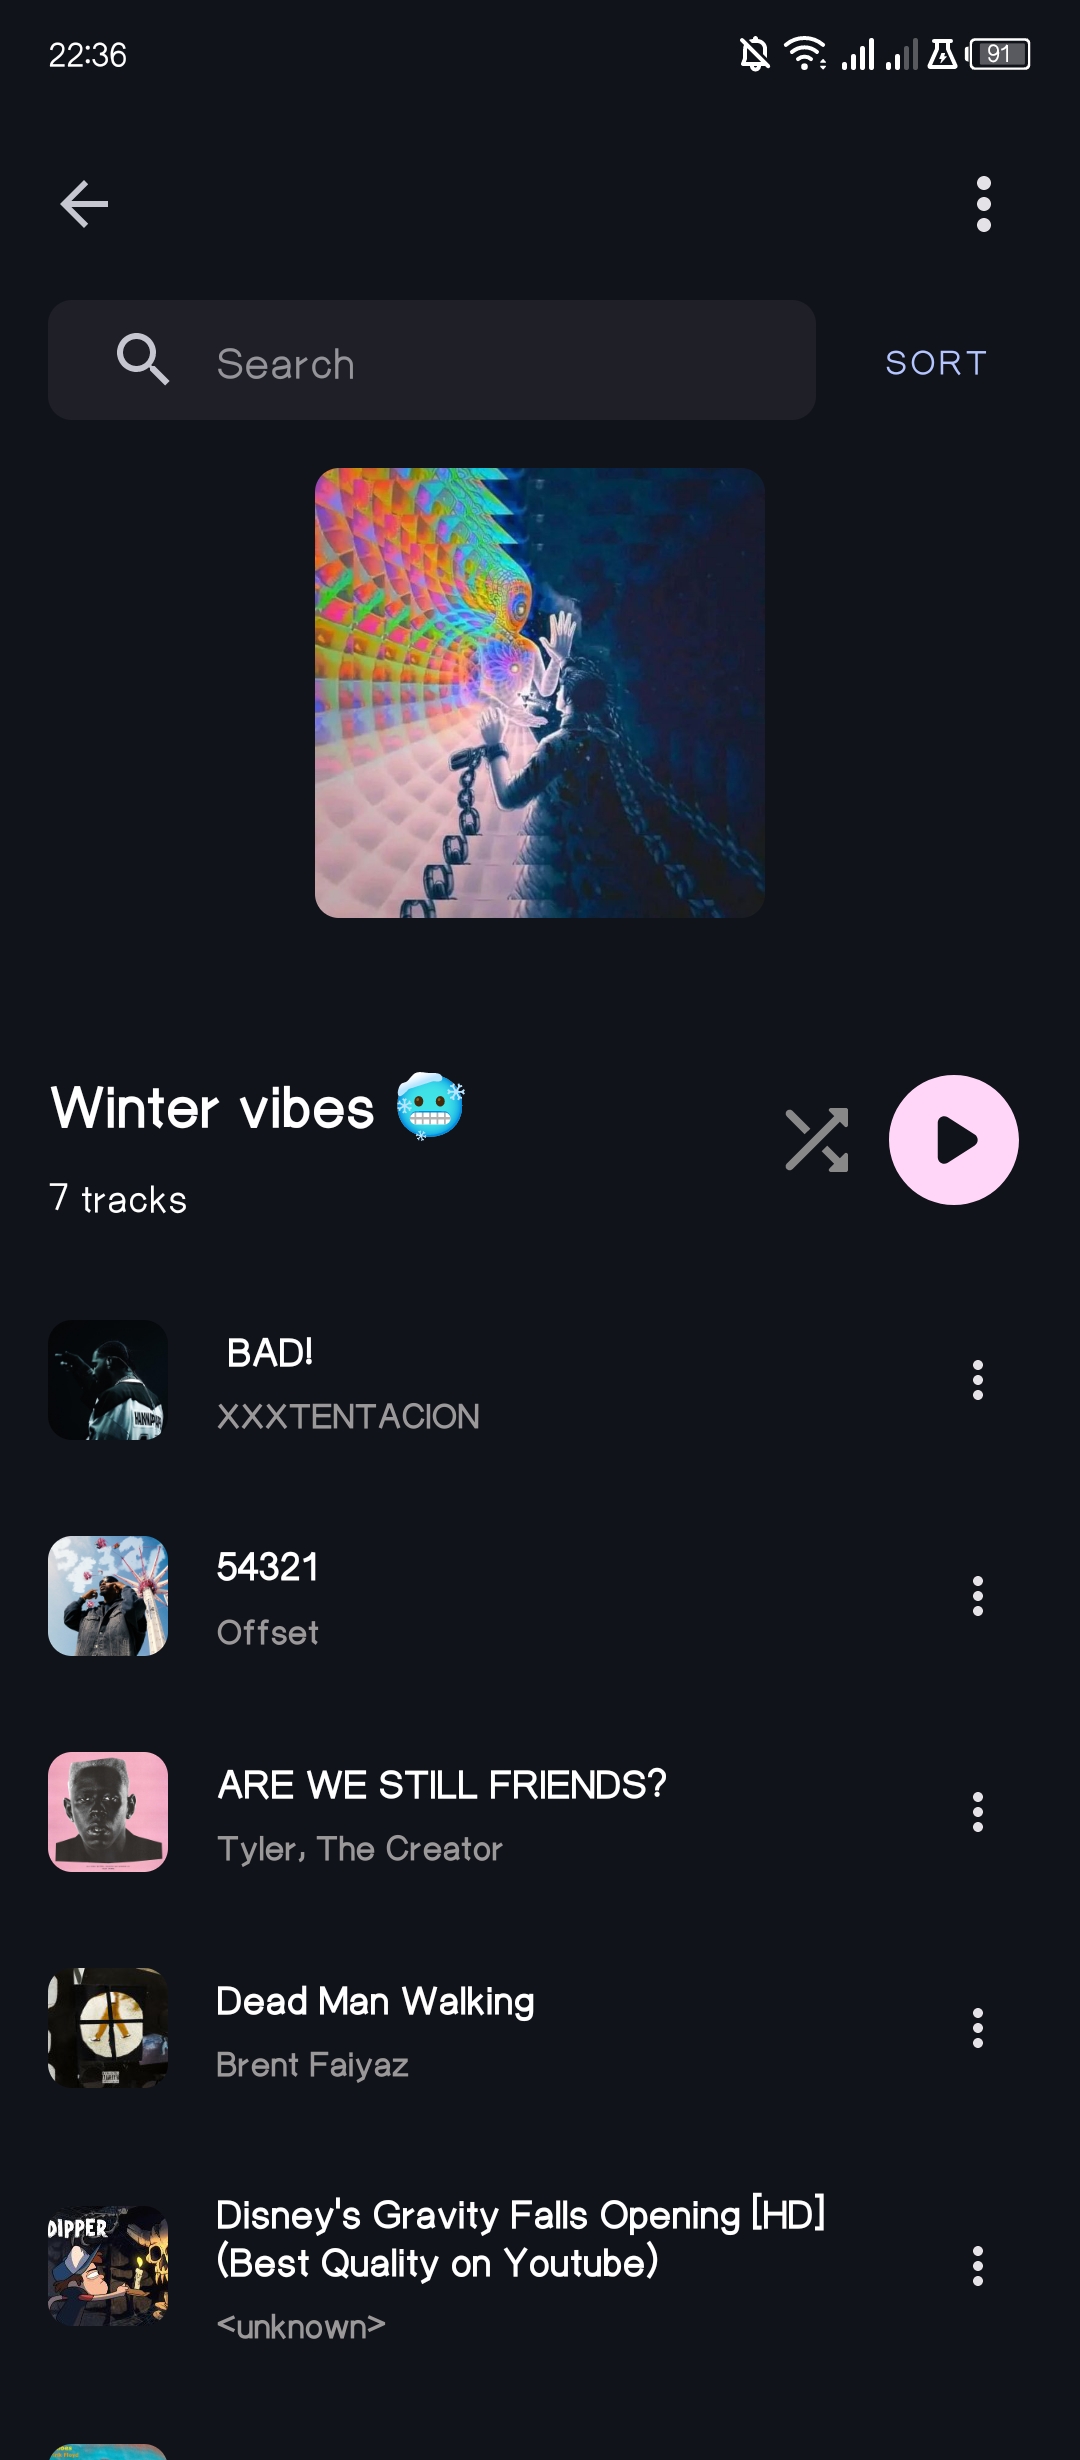 22:36
91
Search
SORT
Winter vibes 🥶
7 tracks
BAD!
XXXTENTACION
54321
Offset
ARE WE STILL FRIENDS?
Tyler, The Creator
Dead Man Walking
Brent Faiyaz
DIPPER
Disney's Gravity Falls Opening [HD]
(Best Quality on Youtube)
<unknown>